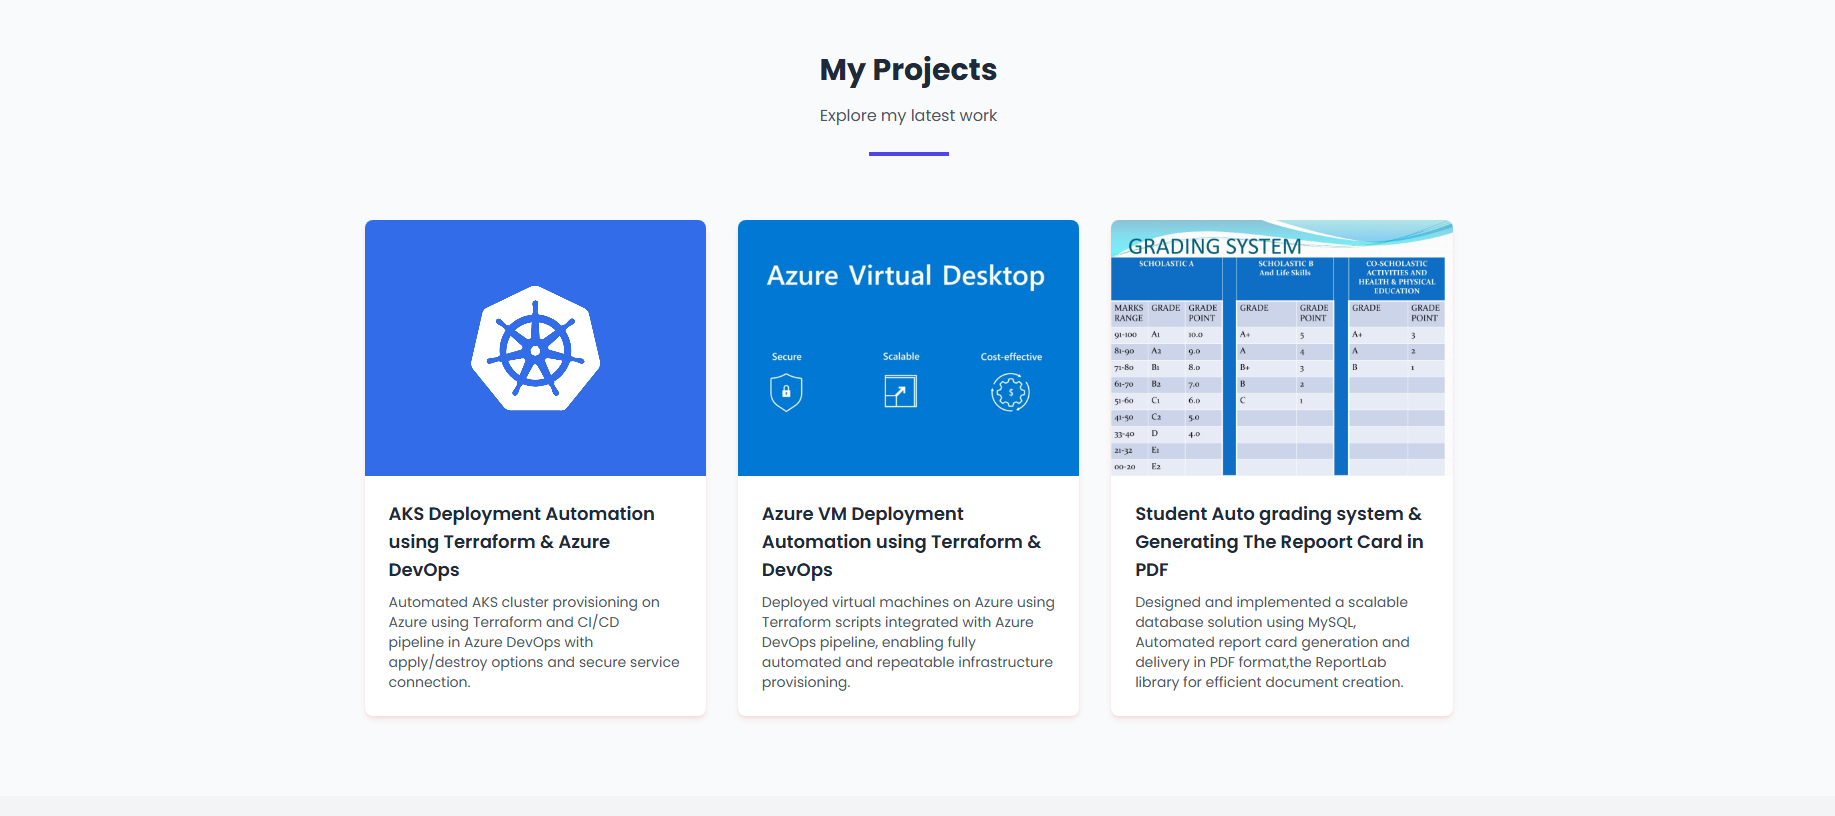 My Projects
Explore my latest work
Azure Virtual Desktop
Secure Scalable Cost-effective
$
GRADING SYSTEM
SCHOLASTIC A
SCHOLASTIC B
And Life Skills
CO-SCHOLASTIC
ACTIVITIES AND
HEALTH & PHYSICAL
EDUCATION
MARKS RANGE GRADE GRADE POINT GRADE GRADE POINT GRADE GRADE POINT
91-100 A1 10.0 A+ 5 A+ 3
81-90 A2 9.0 A 4 A 2
71-80 B1 8.0 B+ 3 B 1
61-70 B2 7.0 B 2
51-60 C1 6.0 C 1
41-50 C2 5.0
33-40 D 4.0
21-32 E1
00-20 E2
AKS Deployment Automation
using Terraform & Azure
DevOps
Automated AKS cluster provisioning on
Azure using Terraform and CI/CD
pipeline in Azure DevOps with
apply/destroy options and secure service
connection.
Azure VM Deployment
Automation using Terraform &
DevOps
Deployed virtual machines on Azure using
Terraform scripts integrated with Azure
DevOps pipeline, enabling fully
automated and repeatable infrastructure
provisioning.
Student Auto grading system &
Generating The Repoort Card in
PDF
Designed and implemented a scalable
database solution using MySQL,
Automated report card generation and
delivery in PDF format,the ReportLab
library for efficient document creation.